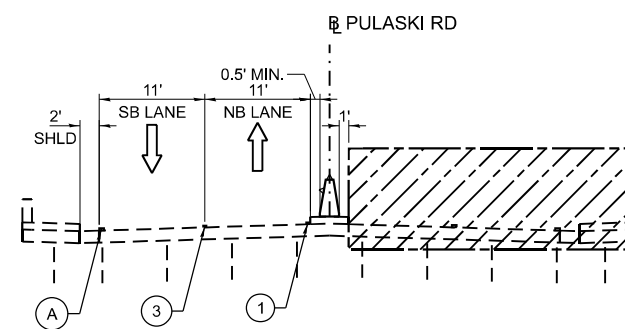 ℄ PULASKI RD
0.5' MIN.
11' 11'
2' SB LANE NB LANE 1'
SHLD
A 3 1